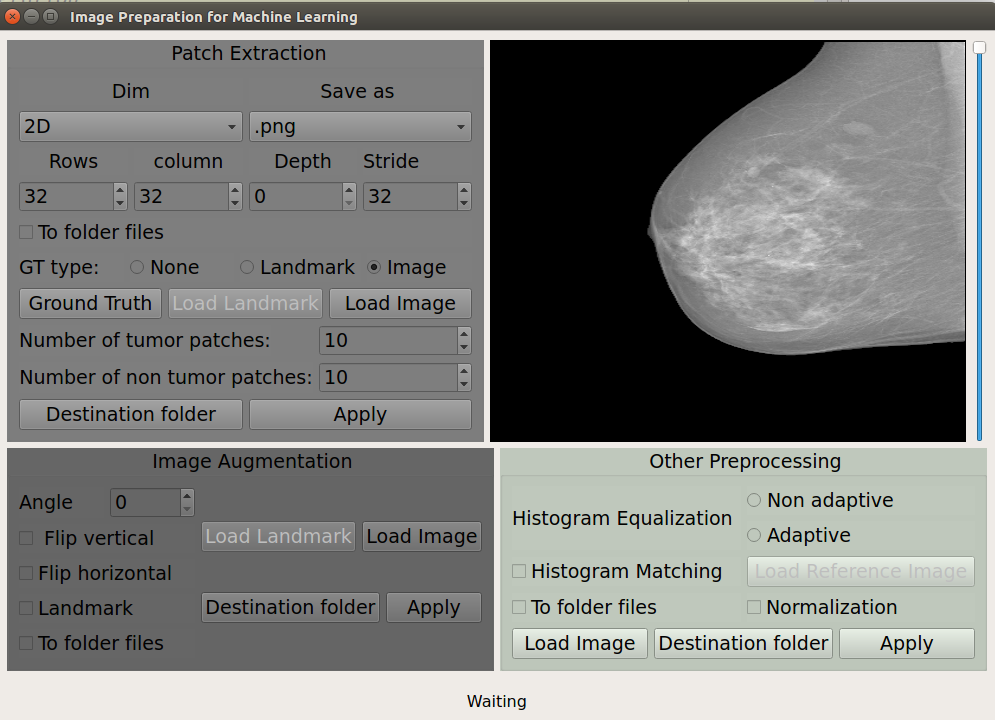 Image Preparation for Machine Learning
Patch Extraction
Dim Save as
2D .png
Rows column Depth Stride
32 32 0 32
To folder files
GT type: None Landmark Image
Ground Truth Load Landmark Load Image
Number of tumor patches: 10
Number of non tumor patches: 10
Destination folder Apply
Image Augmentation
Angle 0
Flip vertical Load Landmark Load Image
Flip horizontal
Landmark Destination folder Apply
To folder files
Other Preprocessing
Histogram Equalization Non adaptive
Adaptive
Histogram Matching Load Reference Image
To folder files Normalization
Load Image Destination folder Apply
Waiting